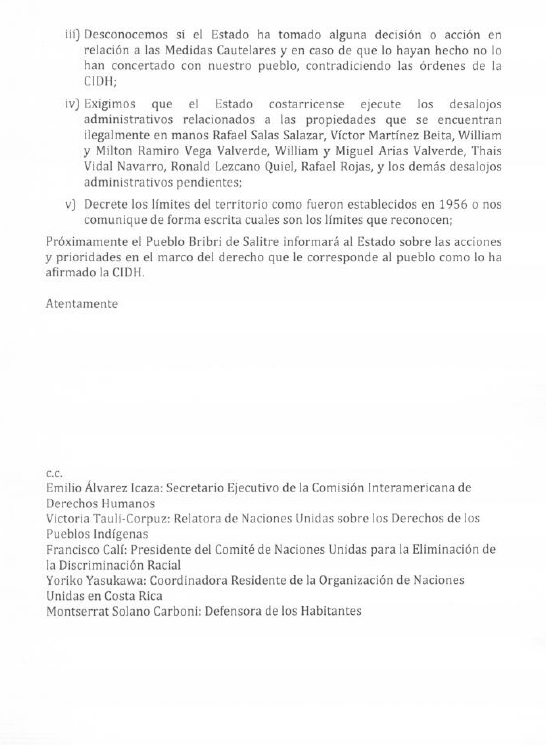 iii) Desconocemos si el Estado ha tomado alguna decisión o acción en
relación a las Medidas Cautelares y en caso de que lo hayan hecho no lo
han concertado con nuestro pueblo, contradiciendo las órdenes de la
CIDH;
iv) Exigimos que el Estado costarricense ejecute los desalojos
administrativos relacionados a las propiedades que se encuentran
ilegalmente en manos Rafael Salas Salazar, Víctor Martínez Beita, William
y Milton Ramiro Vega Valverde, William y Miguel Arias Valverde, Thais
Vidal Navarro, Ronald Lezcano Quiel, Rafael Rojas, y los demás desalojos
administrativos pendientes;
v) Decrete los límites del territorio como fueron establecidos en 1956 o nos
comunique de forma escrita cuales son los límites que reconocen;
Próximamente el Pueblo Bribri de Salitre informará al Estado sobre las acciones
y prioridades en el marco del derecho que le corresponde al pueblo como lo ha
afirmado la CIDH.
Atentamente
c.c.
Emilio Álvarez Icaza: Secretario Ejecutivo de la Comisión Interamericana de
Derechos Humanos
Victoria Tauli-Corpuz: Relatora de Naciones Unidas sobre los Derechos de los
Pueblos Indígenas
Francisco Calí: Presidente del Comité de Naciones Unidas para la Eliminación de
la Discriminación Racial
Yoriko Yasukawa: Coordinadora Residente de la Organización de Naciones
Unidas en Costa Rica
Montserrat Solano Carboni: Defensora de los Habitantes